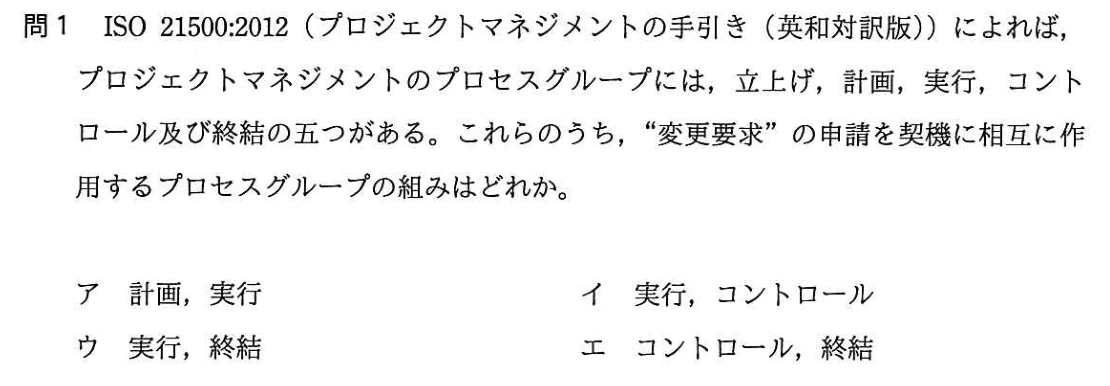 問1 ISO 21500:2012(プロジェクトマネジメントの手引き(英和対訳版))によれば,
プロジェクトマネジメントのプロセスグループには,立上げ,計画,実行,コント
ロール及び終結の五つがある。これらのうち,“変更要求”の申請を契機に相互に作
用するプロセスグループの組みはどれか。
ア 計画,実行 イ 実行,コントロール
ウ 実行,終結 エ コントロール,終結